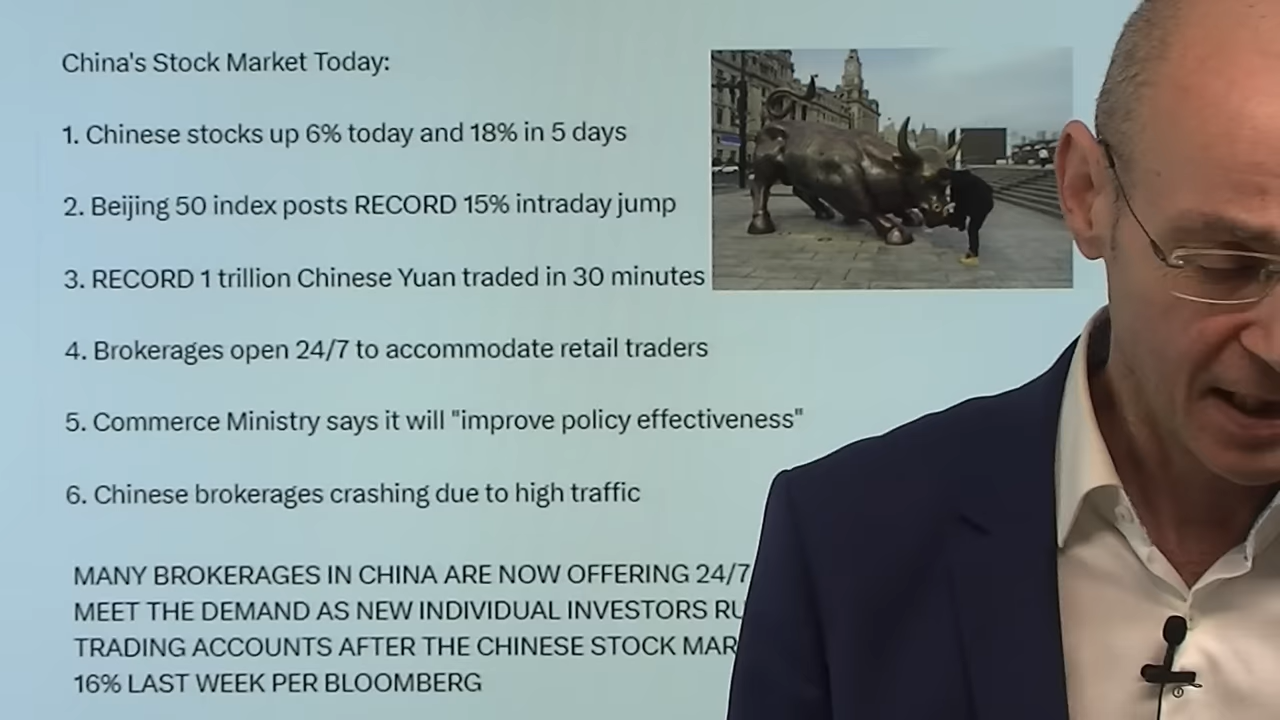 China's Stock Market Today:
1. Chinese stocks up 6% today and 18% in 5 days
2. Beijing 50 index posts RECORD 15% intraday jump
3. RECORD 1 trillion Chinese Yuan traded in 30 minutes
4. Brokerages open 24/7 to accommodate retail traders
5. Commerce Ministry says it will "improve policy effectiveness"
6. Chinese brokerages crashing due to high traffic
MANY BROKERAGES IN CHINA ARE NOW OFFERING 24/7
MEET THE DEMAND AS NEW INDIVIDUAL INVESTORS
TRADING ACCOUNTS AFTER THE CHINESE STOCK
16% LAST WEEK PER BLOOMBERG